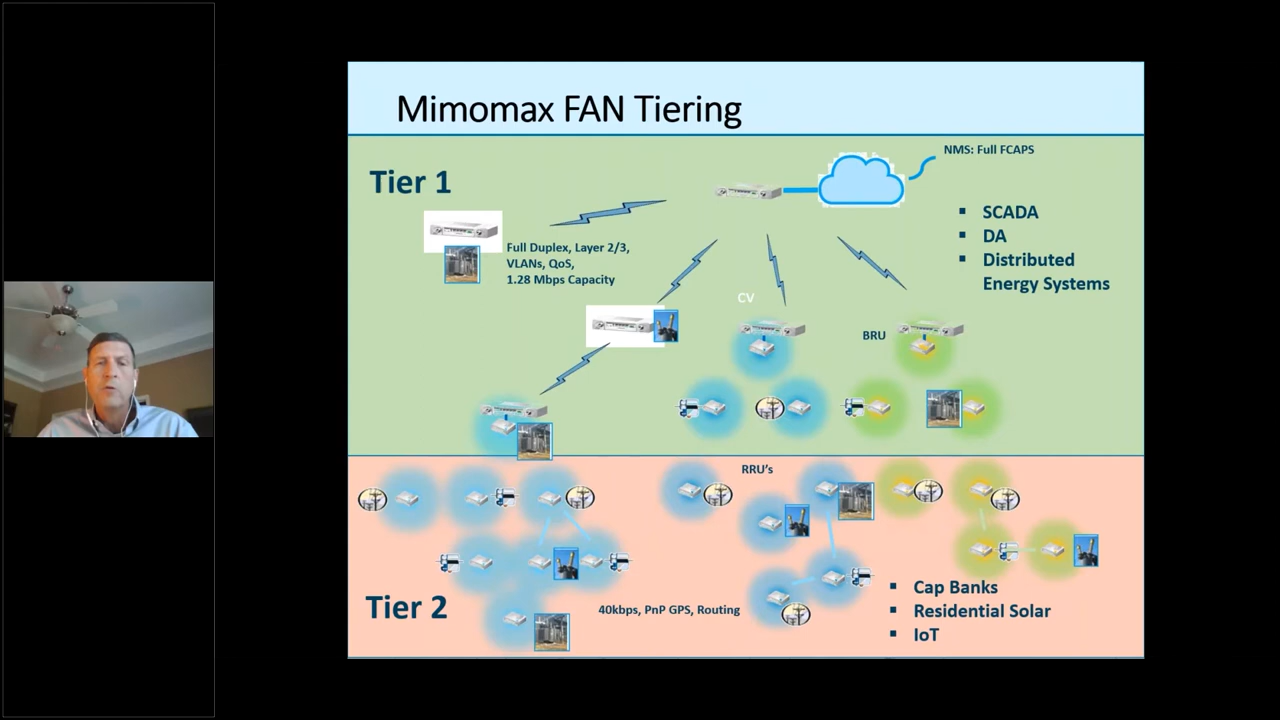 Mimomax FAN Tiering
NMS: Full FCAPS
Tier 1
SCADA
DA
Distributed
Energy Systems
Full Duplex, Layer 2/3,
VLANs, QoS,
1.28 Mbps Capacity
CV
BRU
RRU's
Cap Banks
Residential Solar
IoT
Tier 2
40kbps, PnP GPS, Routing